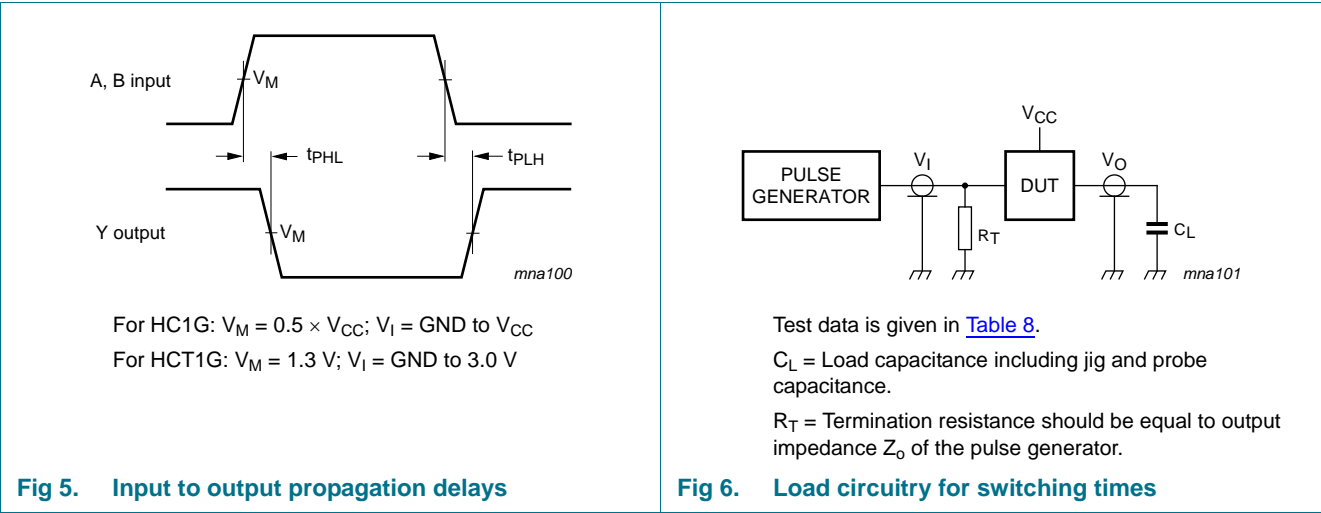 A, B input
V_M
t_PHL
t_PLH
Y output
V_M
mna100
For HC1G: V_M = 0.5 × V_CC; V_I = GND to V_CC
For HCT1G: V_M = 1.3 V; V_I = GND to 3.0 V
Fig 5. Input to output propagation delays
V_CC
PULSE
GENERATOR
V_I
DUT
V_O
R_T
C_L
mna101
Test data is given in Table 8.
C_L = Load capacitance including jig and probe
capacitance.
R_T = Termination resistance should be equal to output
impedance Z_o of the pulse generator.
Fig 6. Load circuitry for switching times